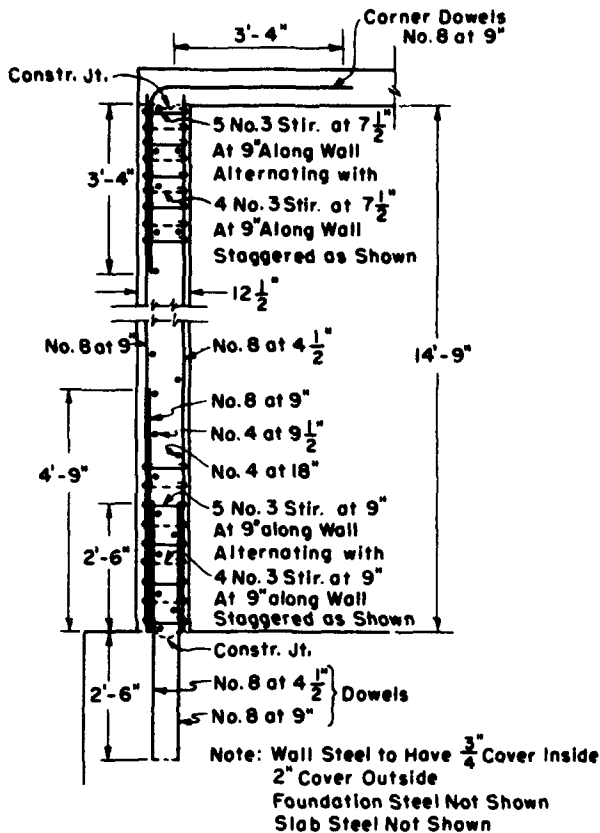 3'-4"
Corner Dowels
No.8 at 9"
Constr. Jt.
5 No.3 Stir. at 7 1/2"
At 9" Along Wall
Alternating with
3'-4"
4 No.3 Stir. at 7 1/2"
At 9" Along Wall
Staggered as Shown
12 1/2"
No.8 at 9"
No.8 at 4 1/2"
14'-9"
No.8 at 9"
No.4 at 9 1/2"
4'-9"
No.4 at 18"
5 No.3 Stir. at 9"
At 9" along Wall
Alternating with
2'-6"
4 No.3 Stir. at 9"
At 9" along Wall
Staggered as Shown
Constr. Jt.
2'-6"
No.8 at 4 1/2"
Dowels
No.8 at 9"
Note: Wall Steel to Have 3/4" Cover Inside
2" Cover Outside
Foundation Steel Not Shown
Slab Steel Not Shown